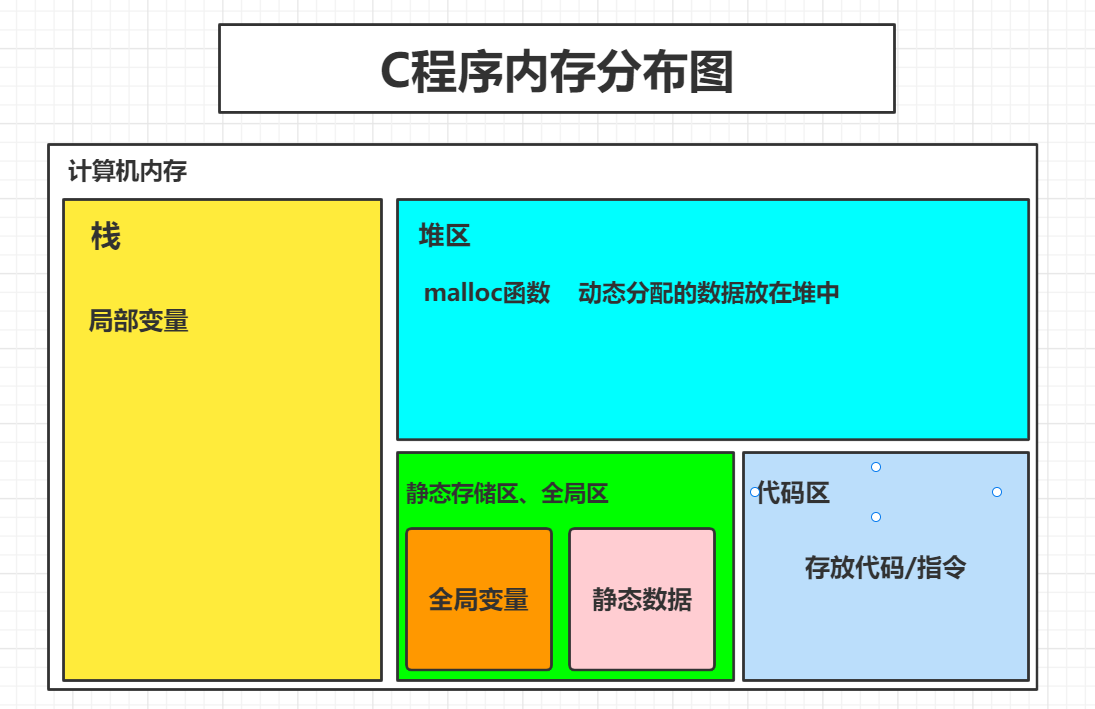 C程序内存分布图
计算机内存
栈
局部变量
堆区
malloc函数 动态分配的数据放在堆中
静态存储区、全局区
全局变量
静态数据
代码区
存放代码/指令